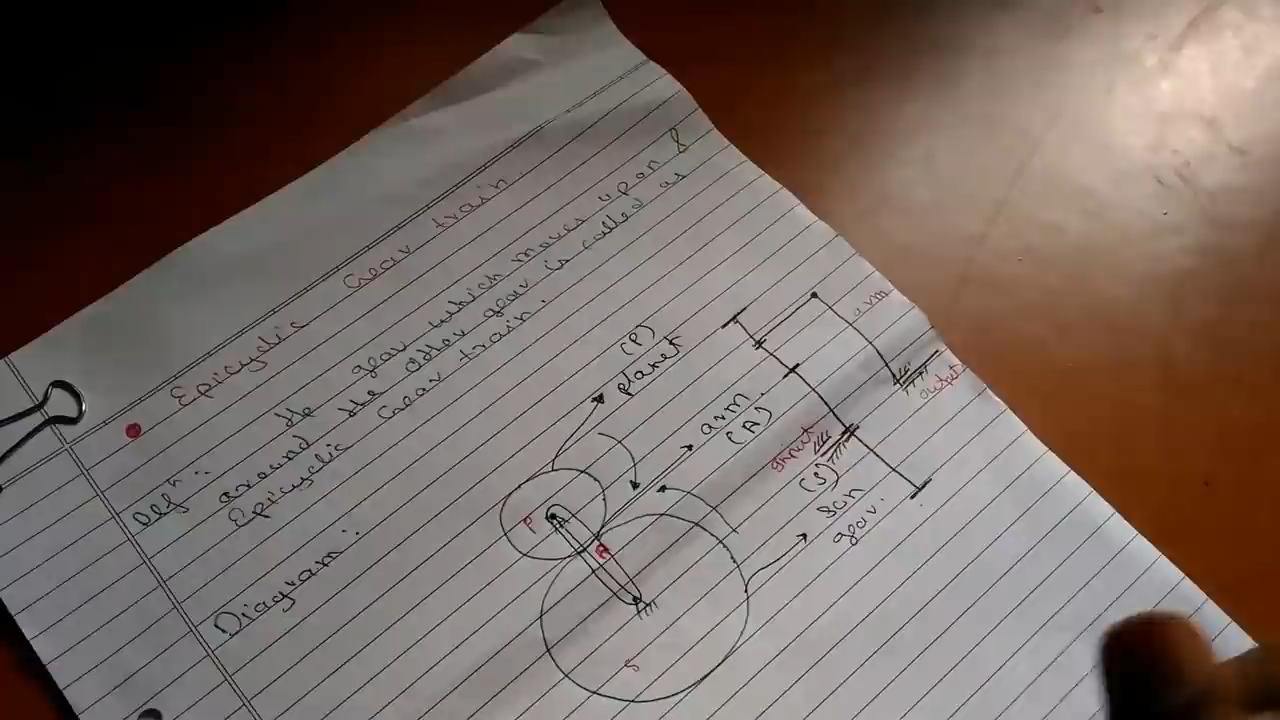 Epicyclic Gear train.
Defn: The gear which moves upon &
around the other gear is called as
Epicyclic Gear train.
Diagram:
(P)
planet
arm
(A)
(S)
sun
gear.
P
A
S
arm
output
input